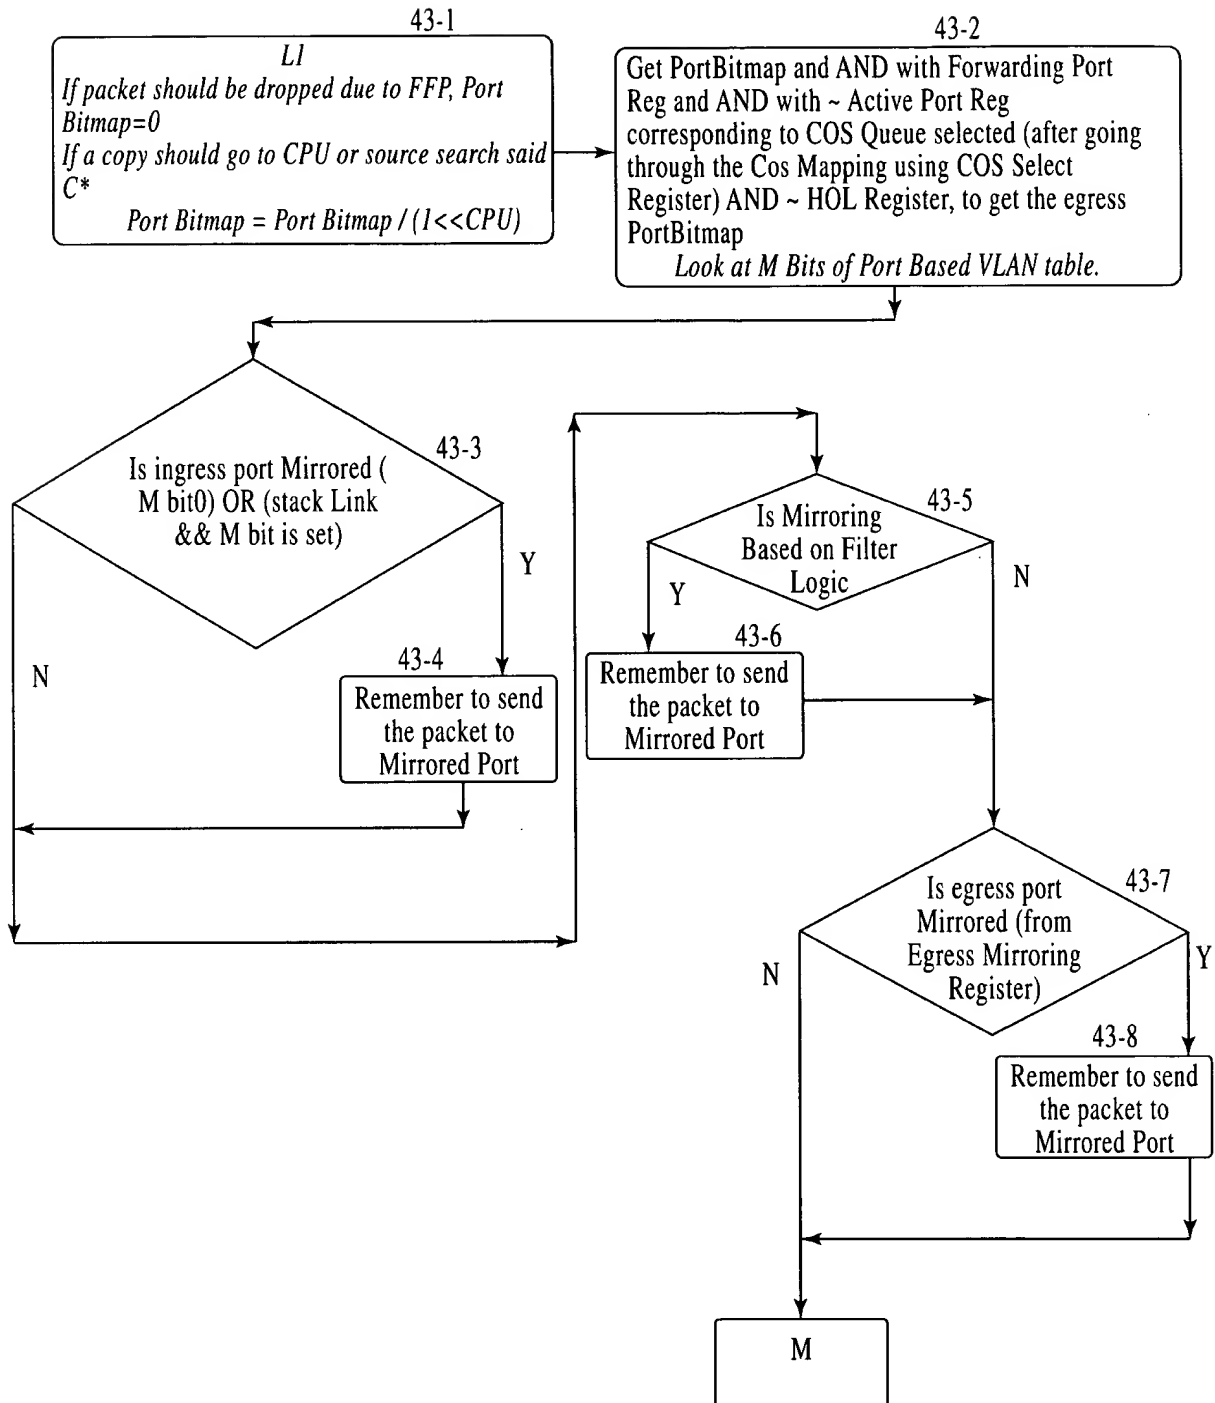 43-1
L1
If packet should be dropped due to FFP, Port
Bitmap=0
If a copy should go to CPU or source search said
C*
Port Bitmap = Port Bitmap / (1<<CPU)
43-2
Get PortBitmap and AND with Forwarding Port
Reg and AND with ~ Active Port Reg
corresponding to COS Queue selected (after going
through the Cos Mapping using COS Select
Register) AND ~ HOL Register, to get the egress
PortBitmap
Look at M Bits of Port Based VLAN table.
43-3
Is ingress port Mirrored (
M bit0) OR (stack Link
&& M bit is set)
Y
N
43-4
Remember to send
the packet to
Mirrored Port
43-5
Is Mirroring
Based on Filter
Logic
Y
N
43-6
Remember to send
the packet to
Mirrored Port
43-7
Is egress port
Mirrored (from
Egress Mirroring
Register)
N
Y
43-8
Remember to send
the packet to
Mirrored Port
M